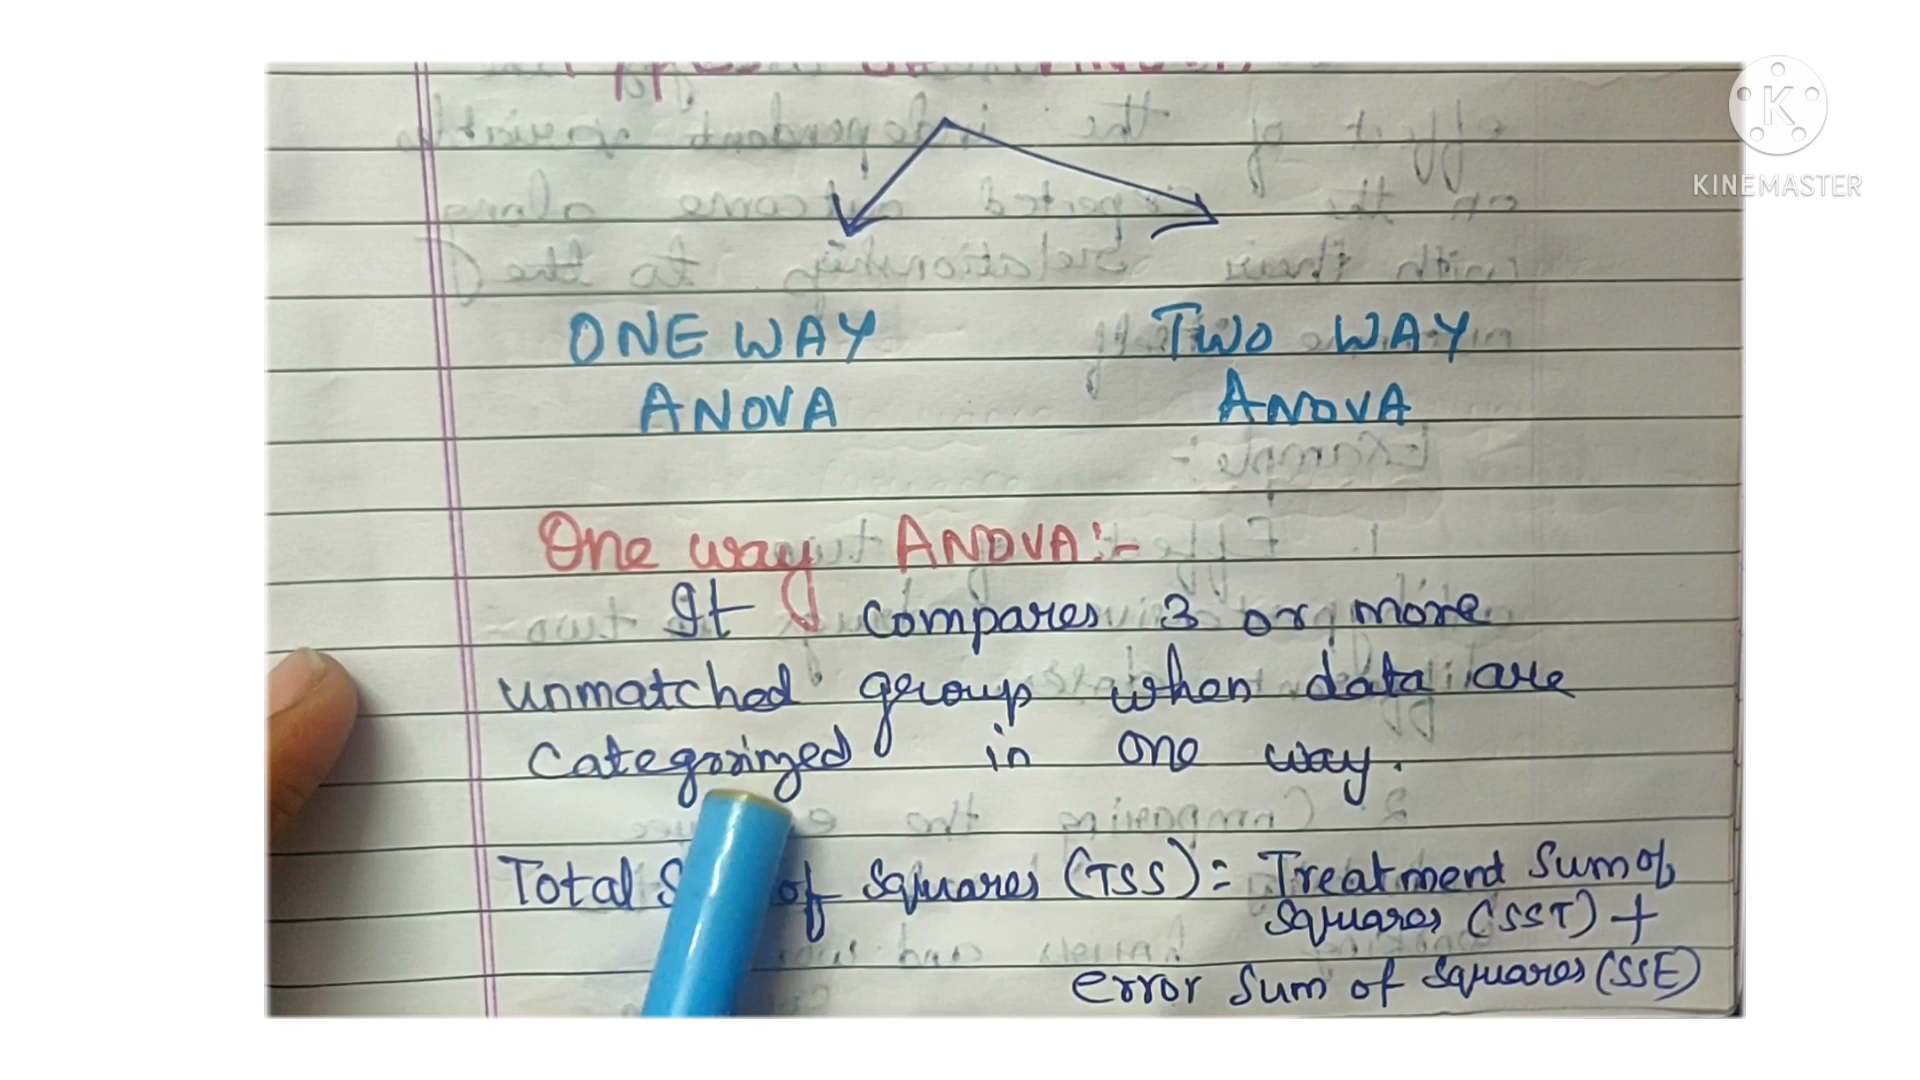 ONE WAY TWO WAY
ANOVA ANOVA
One way ANOVA:-
It compares 3 or more
unmatched group when data are
categorized in one way.
Total of squares (TSS) = Treatment Sum of
squares (SST) +
error sum of squares (SSE)
K
KINEMASTER